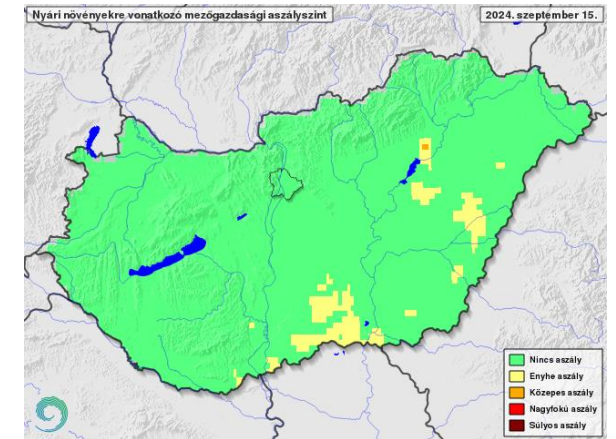 Nyári növényekre vonatkozó mezőgazdasági aszályszint
2024. szeptember 15.
Nincs aszály
Enyhe aszály
Közepes aszály
Nagyfokú aszály
Súlyos aszály